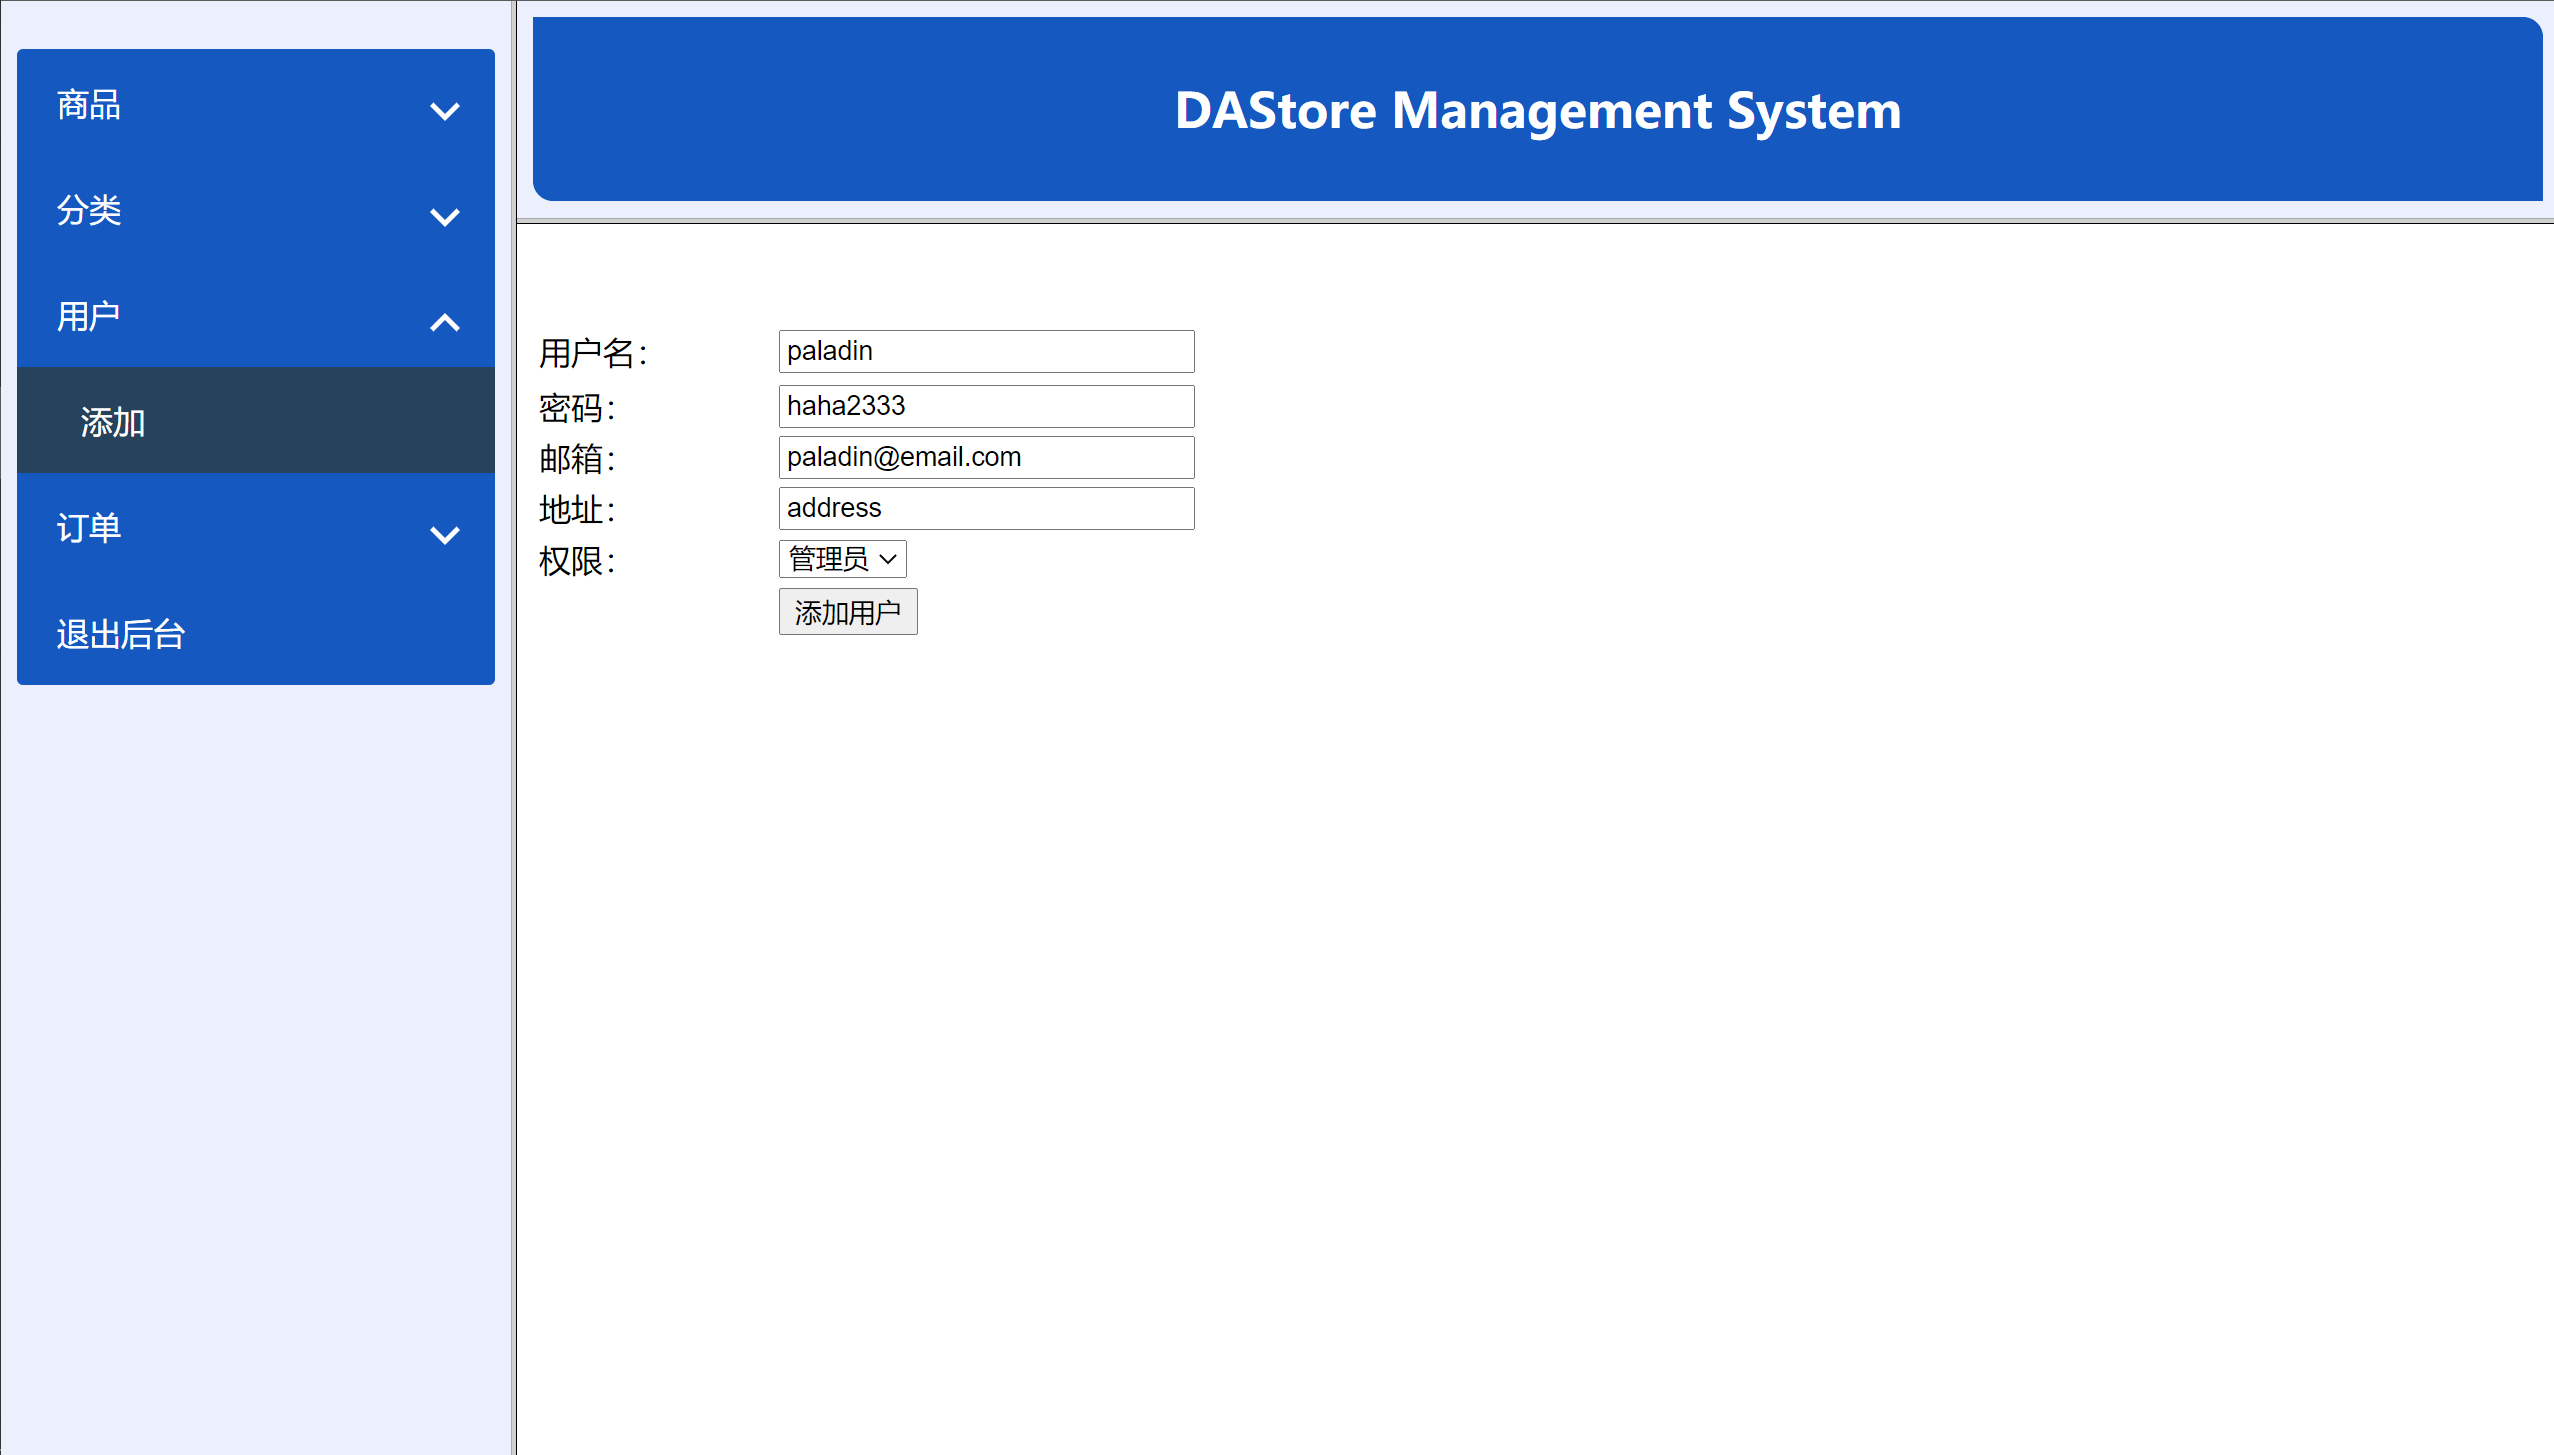 商品
分类
用户
添加
订单
退出后台
DAStore Management System
用户名： paladin
密码： haha2333
邮箱： paladin@email.com
地址： address
权限： 管理员
添加用户